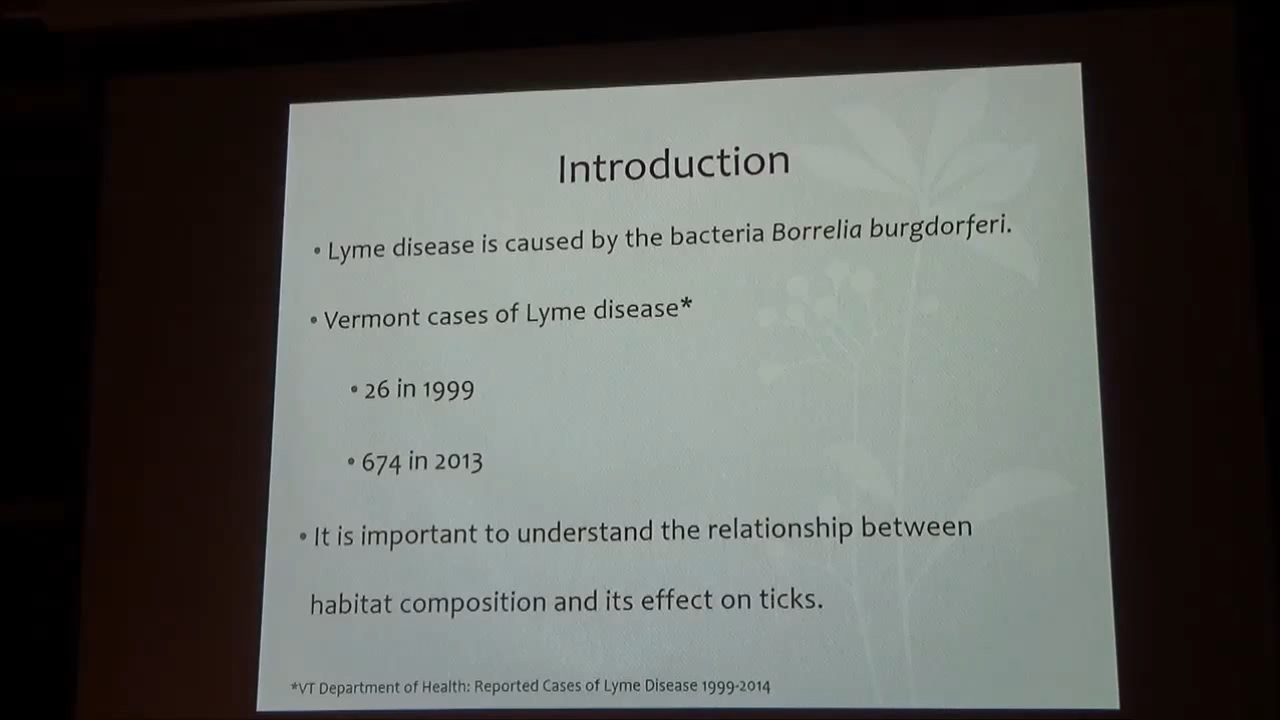 Introduction
• Lyme disease is caused by the bacteria Borrelia burgdorferi.
• Vermont cases of Lyme disease*
• 26 in 1999
• 674 in 2013
• It is important to understand the relationship between
habitat composition and its effect on ticks.
*VT Department of Health: Reported Cases of Lyme Disease 1999-2014